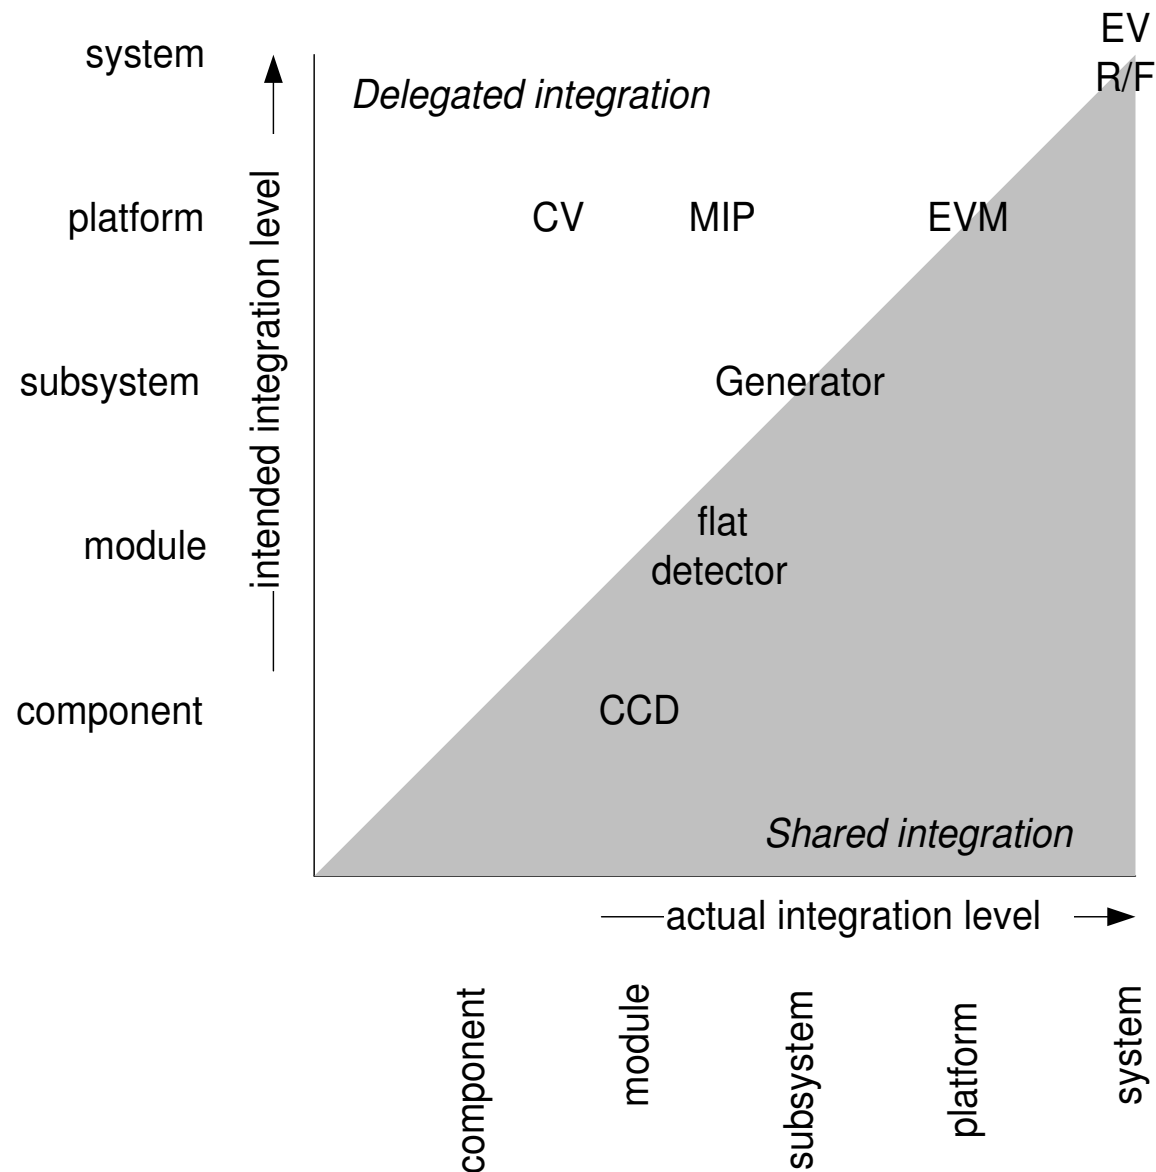 EV
system
R/F
Delegated integration
intended integration level
platform
CV
MIP
EVM
subsystem
Generator
flat
module
detector
component
CCD
Shared integration
actual integration level
component
module
subsystem
platform
system